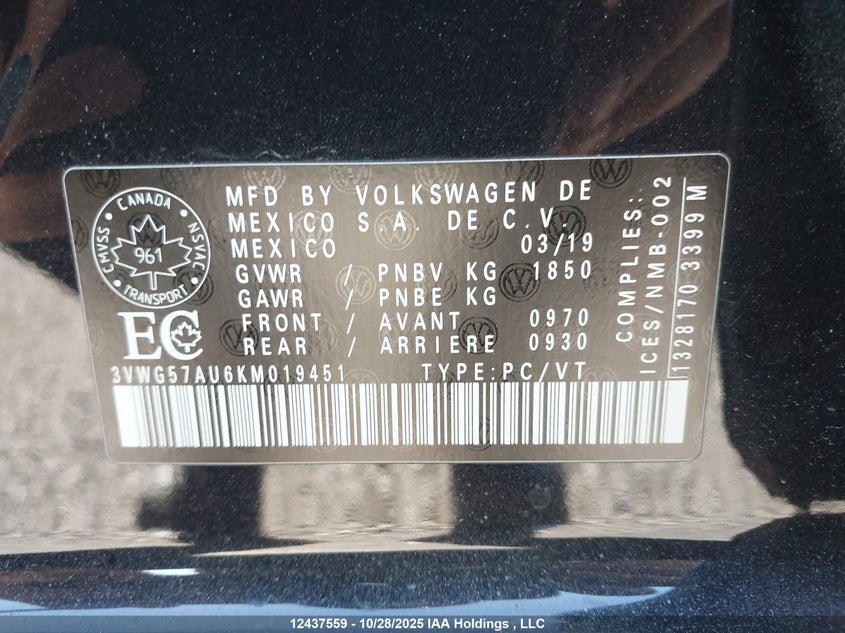 CANADA
CMVSS
NSVAC
961
TRANSPORT
EC
MFD BY VOLKSWAGEN DE
MEXICO S.A. DE C.V.
MEXICO 03/19
GVWR / PNBV KG 1850
GAWR / PNBE KG
FRONT / AVANT 0970
REAR / ARRIERE 0930
3VWG57AU6KM019451 TYPE:PC/VT
COMPLIES:
ICES/NMB-002
1328170 3399 M
12437559 - 10/28/2025 IAA Holdings , LLC